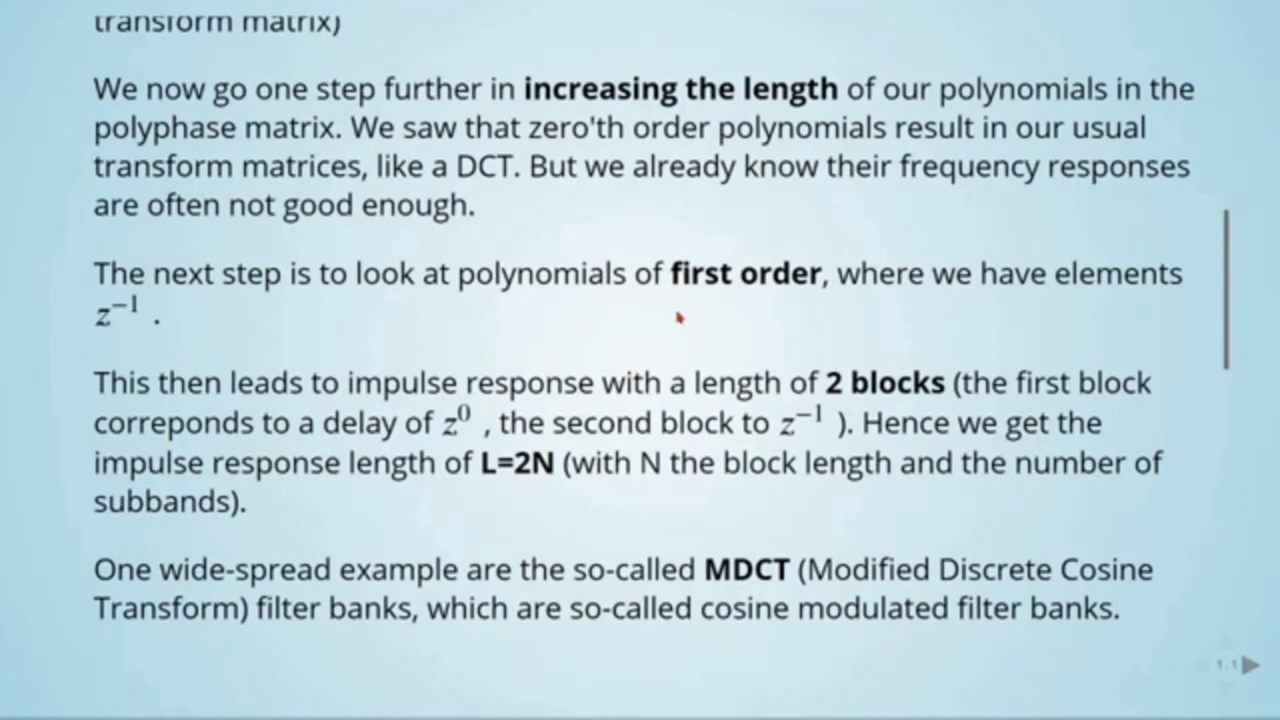 transform matrix)
We now go one step further in increasing the length of our polynomials in the
polyphase matrix. We saw that zero'th order polynomials result in our usual
transform matrices, like a DCT. But we already know their frequency responses
are often not good enough.
The next step is to look at polynomials of first order, where we have elements
z⁻¹ .
This then leads to impulse response with a length of 2 blocks (the first block
correponds to a delay of z⁰ , the second block to z⁻¹ ). Hence we get the
impulse response length of L=2N (with N the block length and the number of
subbands).
One wide-spread example are the so-called MDCT (Modified Discrete Cosine
Transform) filter banks, which are so-called cosine modulated filter banks.
1.1